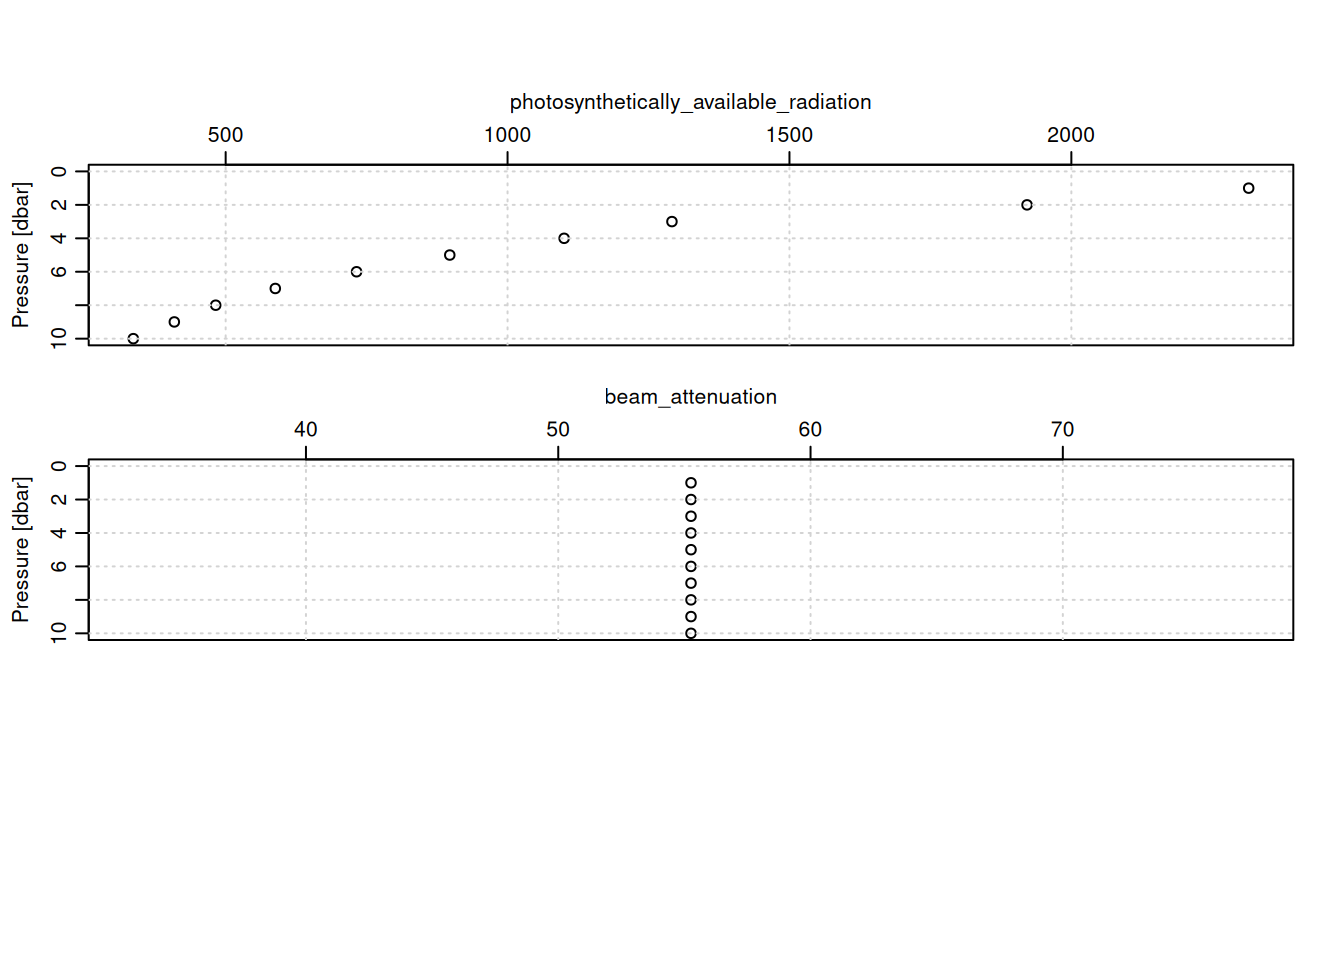 photosynthetically_available_radiation
500 1000 1500 2000
Pressure [dbar]
0
2
4
6
10
beam_attenuation
40 50 60 70
Pressure [dbar]
0
2
4
6
10